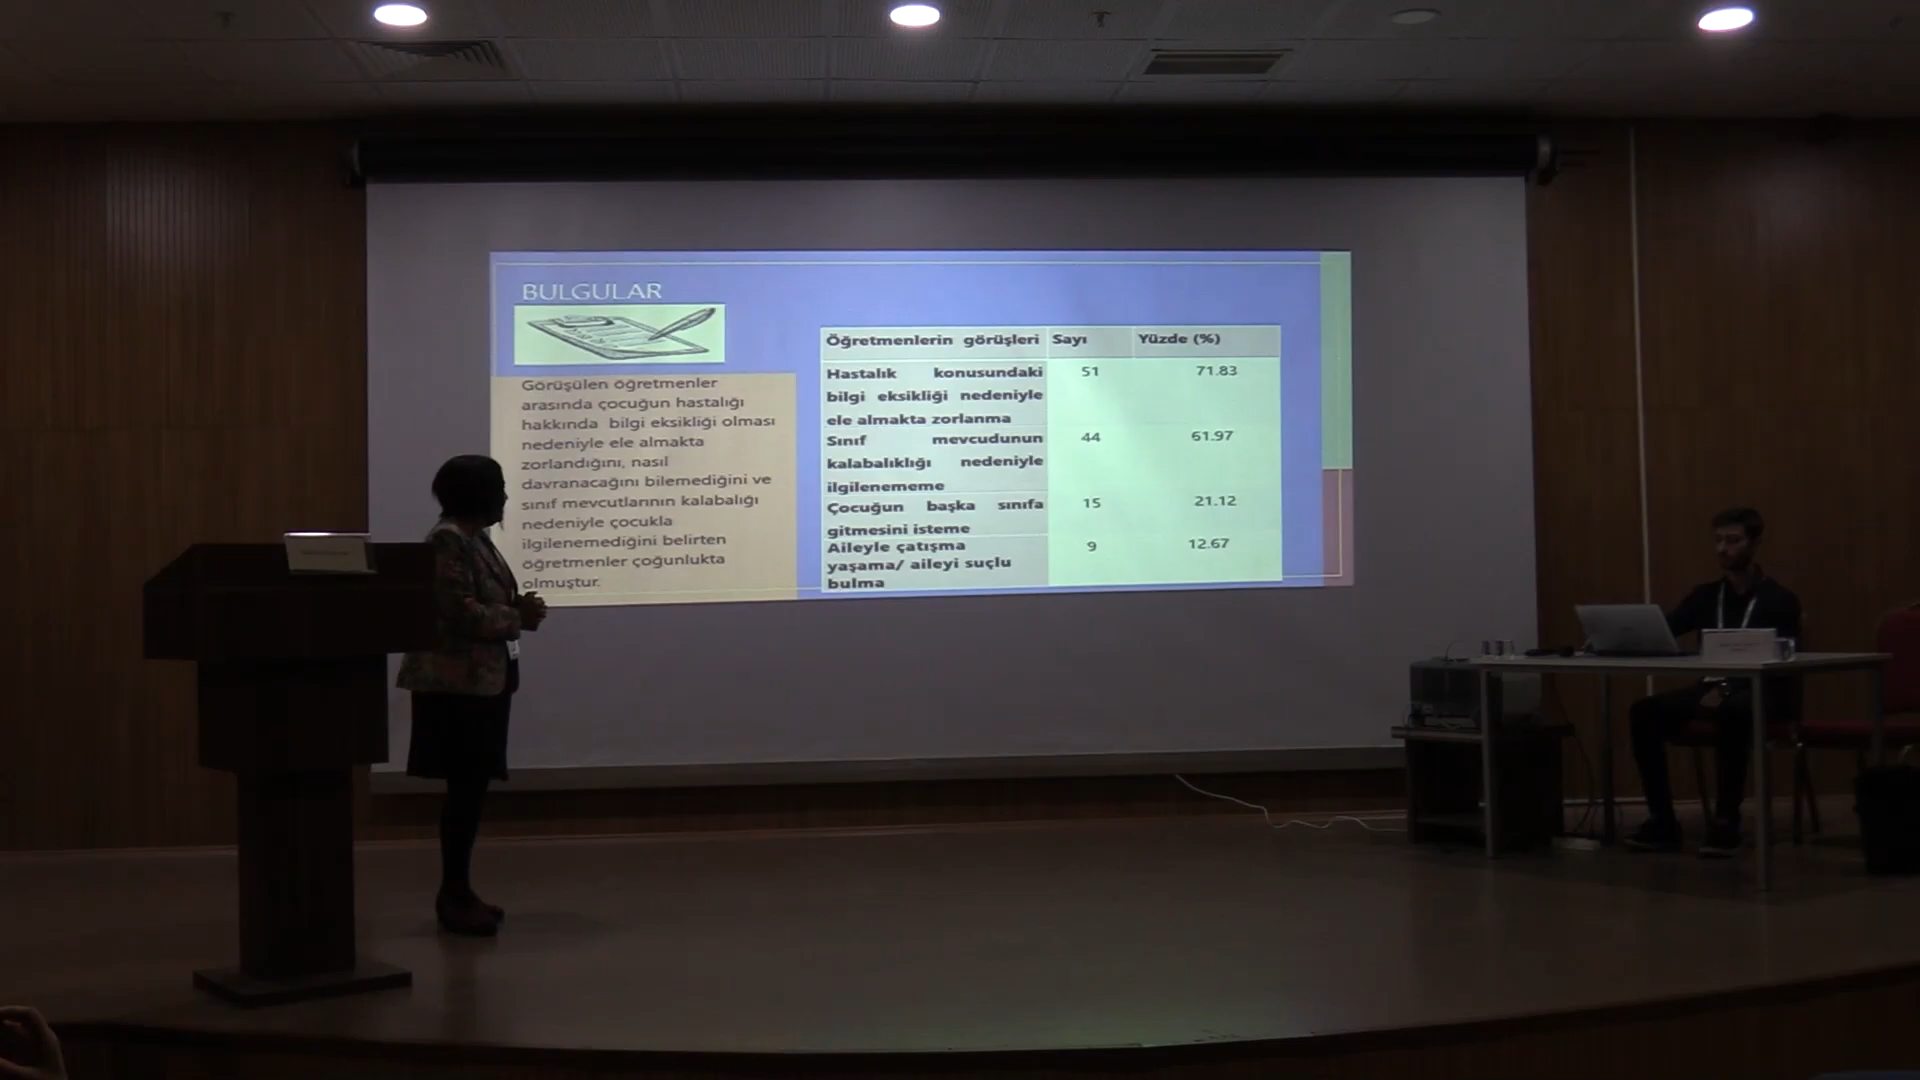 BULGULAR
Görüşülen öğretmenler
arasında çocuğun hastalığı
hakkında bilgi eksikliği olması
nedeniyle ele almakta
zorlandığını, nasıl
davranacağını bilemediğini ve
sınıf mevcutlarının kalabalığı
nedeniyle çocukla
ilgilenemediğini belirten
öğretmenler çoğunlukta
olmuştur.
Öğretmenlerin görüşleri Sayı Yüzde (%)
Hastalık konusundaki 51 71.83
bilgi eksikliği nedeniyle
ele almakta zorlanma
Sınıf mevcudunun 44 61.97
kalabalıklığı nedeniyle
ilgilenememe
Çocuğun başka sınıfa 15 21.12
gitmesini isteme
Aileyle çatışma 9 12.67
yaşama/ aileyi suçlu
bulma